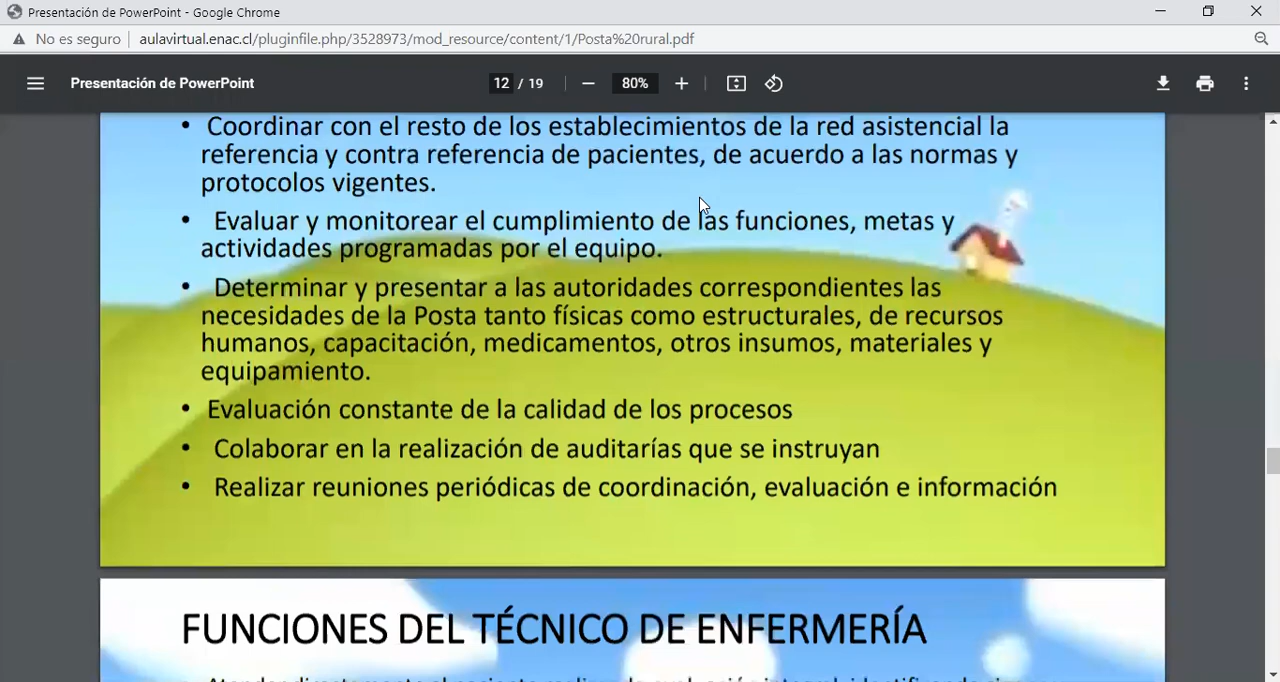 Presentación de PowerPoint - Google Chrome
No es seguro | aulavirtual.enac.cl/pluginfile.php/3528973/mod_resource/content/1/Posta%20rural.pdf
Presentación de PowerPoint
12 / 19
80%
• Coordinar con el resto de los establecimientos de la red asistencial la
referencia y contra referencia de pacientes, de acuerdo a las normas y
protocolos vigentes.
• Evaluar y monitorear el cumplimiento de las funciones, metas y
actividades programadas por el equipo.
• Determinar y presentar a las autoridades correspondientes las
necesidades de la Posta tanto físicas como estructurales, de recursos
humanos, capacitación, medicamentos, otros insumos, materiales y
equipamiento.
• Evaluación constante de la calidad de los procesos
• Colaborar en la realización de auditarías que se instruyan
• Realizar reuniones periódicas de coordinación, evaluación e información
FUNCIONES DEL TÉCNICO DE ENFERMERÍA